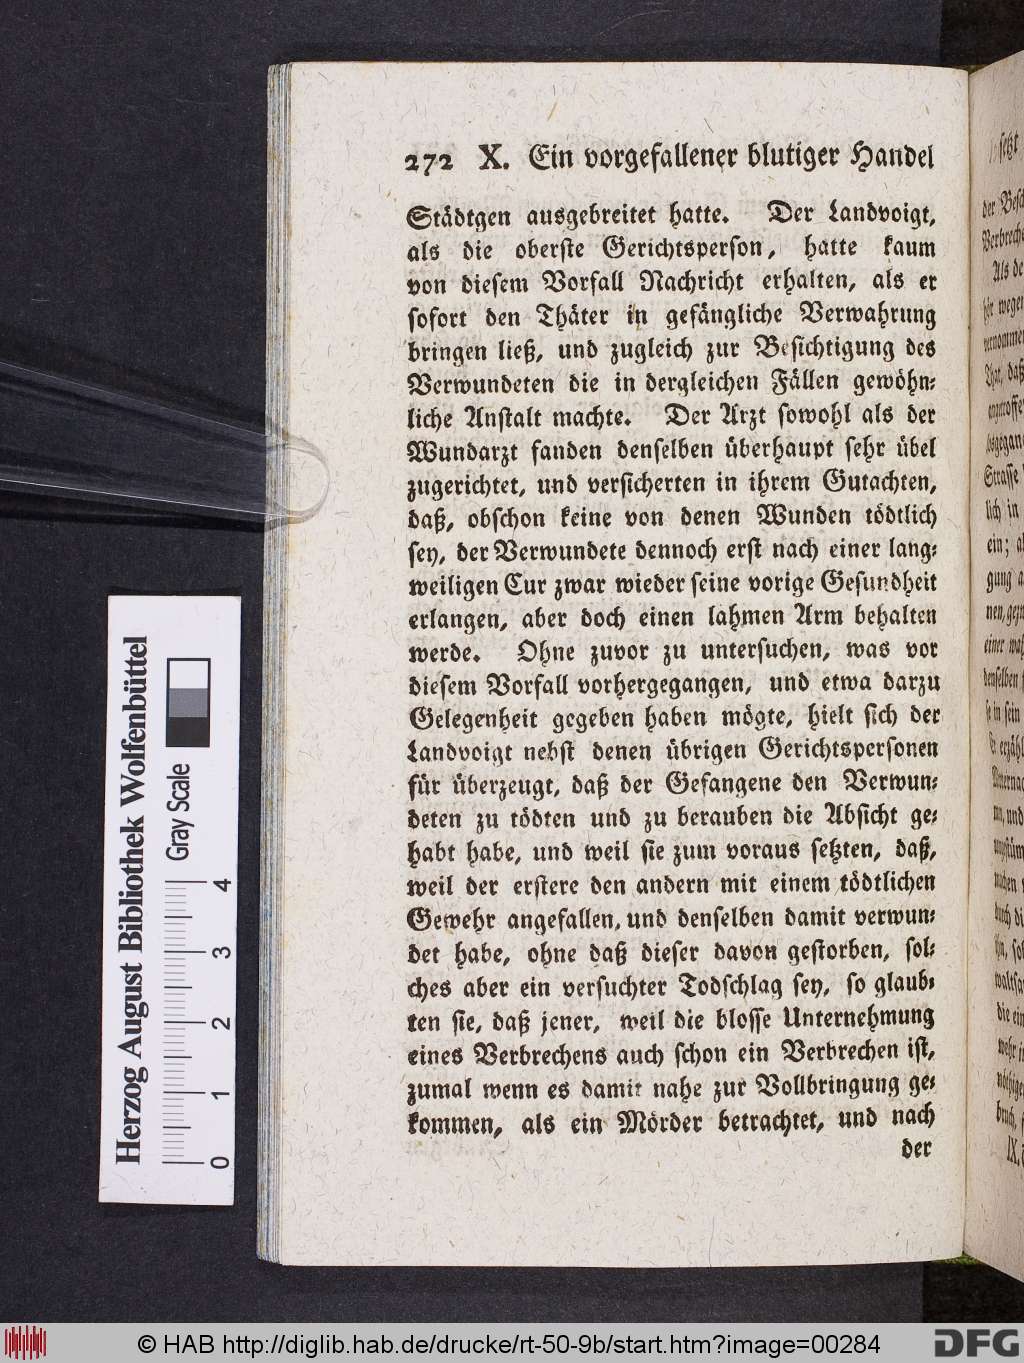 272 X. Ein vorgefallener blutiger Handel
Städtgen ausgebreitet hatte. Der Landvoigt,
als die oberste Gerichtsperson, hatte kaum
von diesem Vorfall Nachricht erhalten, als er
sofort den Thäter in gefängliche Verwahrung
bringen ließ, und zugleich zur Besichtigung des
Verwundeten die in dergleichen Fällen gewöhn-
liche Anstalt machte. Der Arzt sowohl als der
Wundarzt fanden denselben überhaupt sehr übel
zugerichtet, und versicherten in ihrem Gutachten,
daß, obschon keine von denen Wunden tödtlich
sey, der Verwundete dennoch erst nach einer lang-
weiligen Cur zwar wieder seine vorige Gesundheit
erlangen, aber doch einen lahmen Arm behalten
werde. Ohne zuvor zu untersuchen, was vor
diesem Vorfall vorhergegangen, und etwa darzu
Gelegenheit gegeben haben mögte, hielt sich der
Landvoigt nebst denen übrigen Gerichtspersonen
für überzeugt, daß der Gefangene den Verwun-
deten zu tödten und zu berauben die Absicht ge-
habt habe, und weil sie zum voraus setzten, daß,
weil der erstere den andern mit einem tödtlichen
Gewehr angefallen, und denselben damit verwun-
det habe, ohne daß dieser davon gestorben, sol-
ches aber ein versuchter Todschlag sey, so glaub-
ten sie, daß jener, weil die blosse Unternehmung
eines Verbrechens auch schon ein Verbrechen ist,
zumal wenn es damit nahe zur Vollbringung ge-
kommen, als ein Mörder betrachtet, und nach
der
Herzog August Bibliothek Wolfenbüttel
Gray Scale
0 1 2 3 4
© HAB http://diglib.hab.de/drucke/rt-50-9b/start.htm?image=00284
DFG